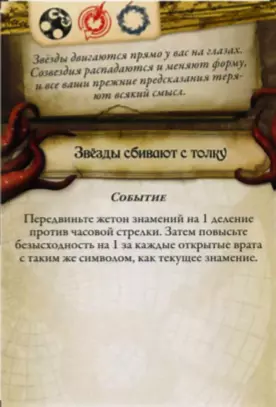 Звёзды двигаются прямо у вас на глазах.
Созвездия распадаются и меняют форму,
и все ваши прежние предсказания теря-
ют всякий смысл.
Звёзды сбивают с толку
Событие
Передвиньте жетон знамений на 1 деление
против часовой стрелки. Затем повысьте
безысходность на 1 за каждые открытые врата
с таким же символом, как текущее знамение.